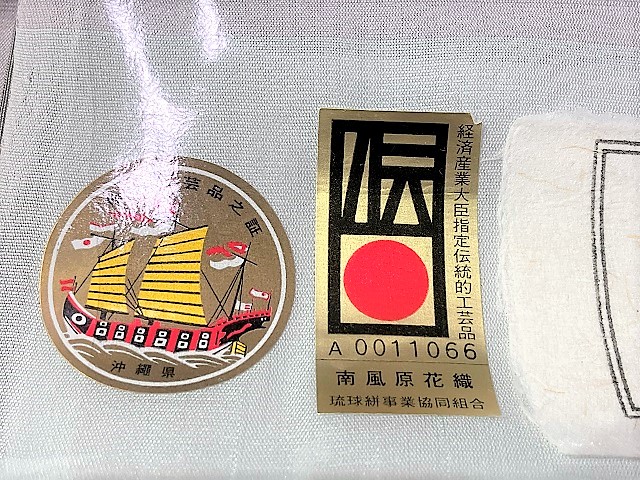 芸品之証
沖縄県
伝
経済産業大臣指定伝統的工芸品
A 0011066
南風原花織
琉球絣事業協同組合